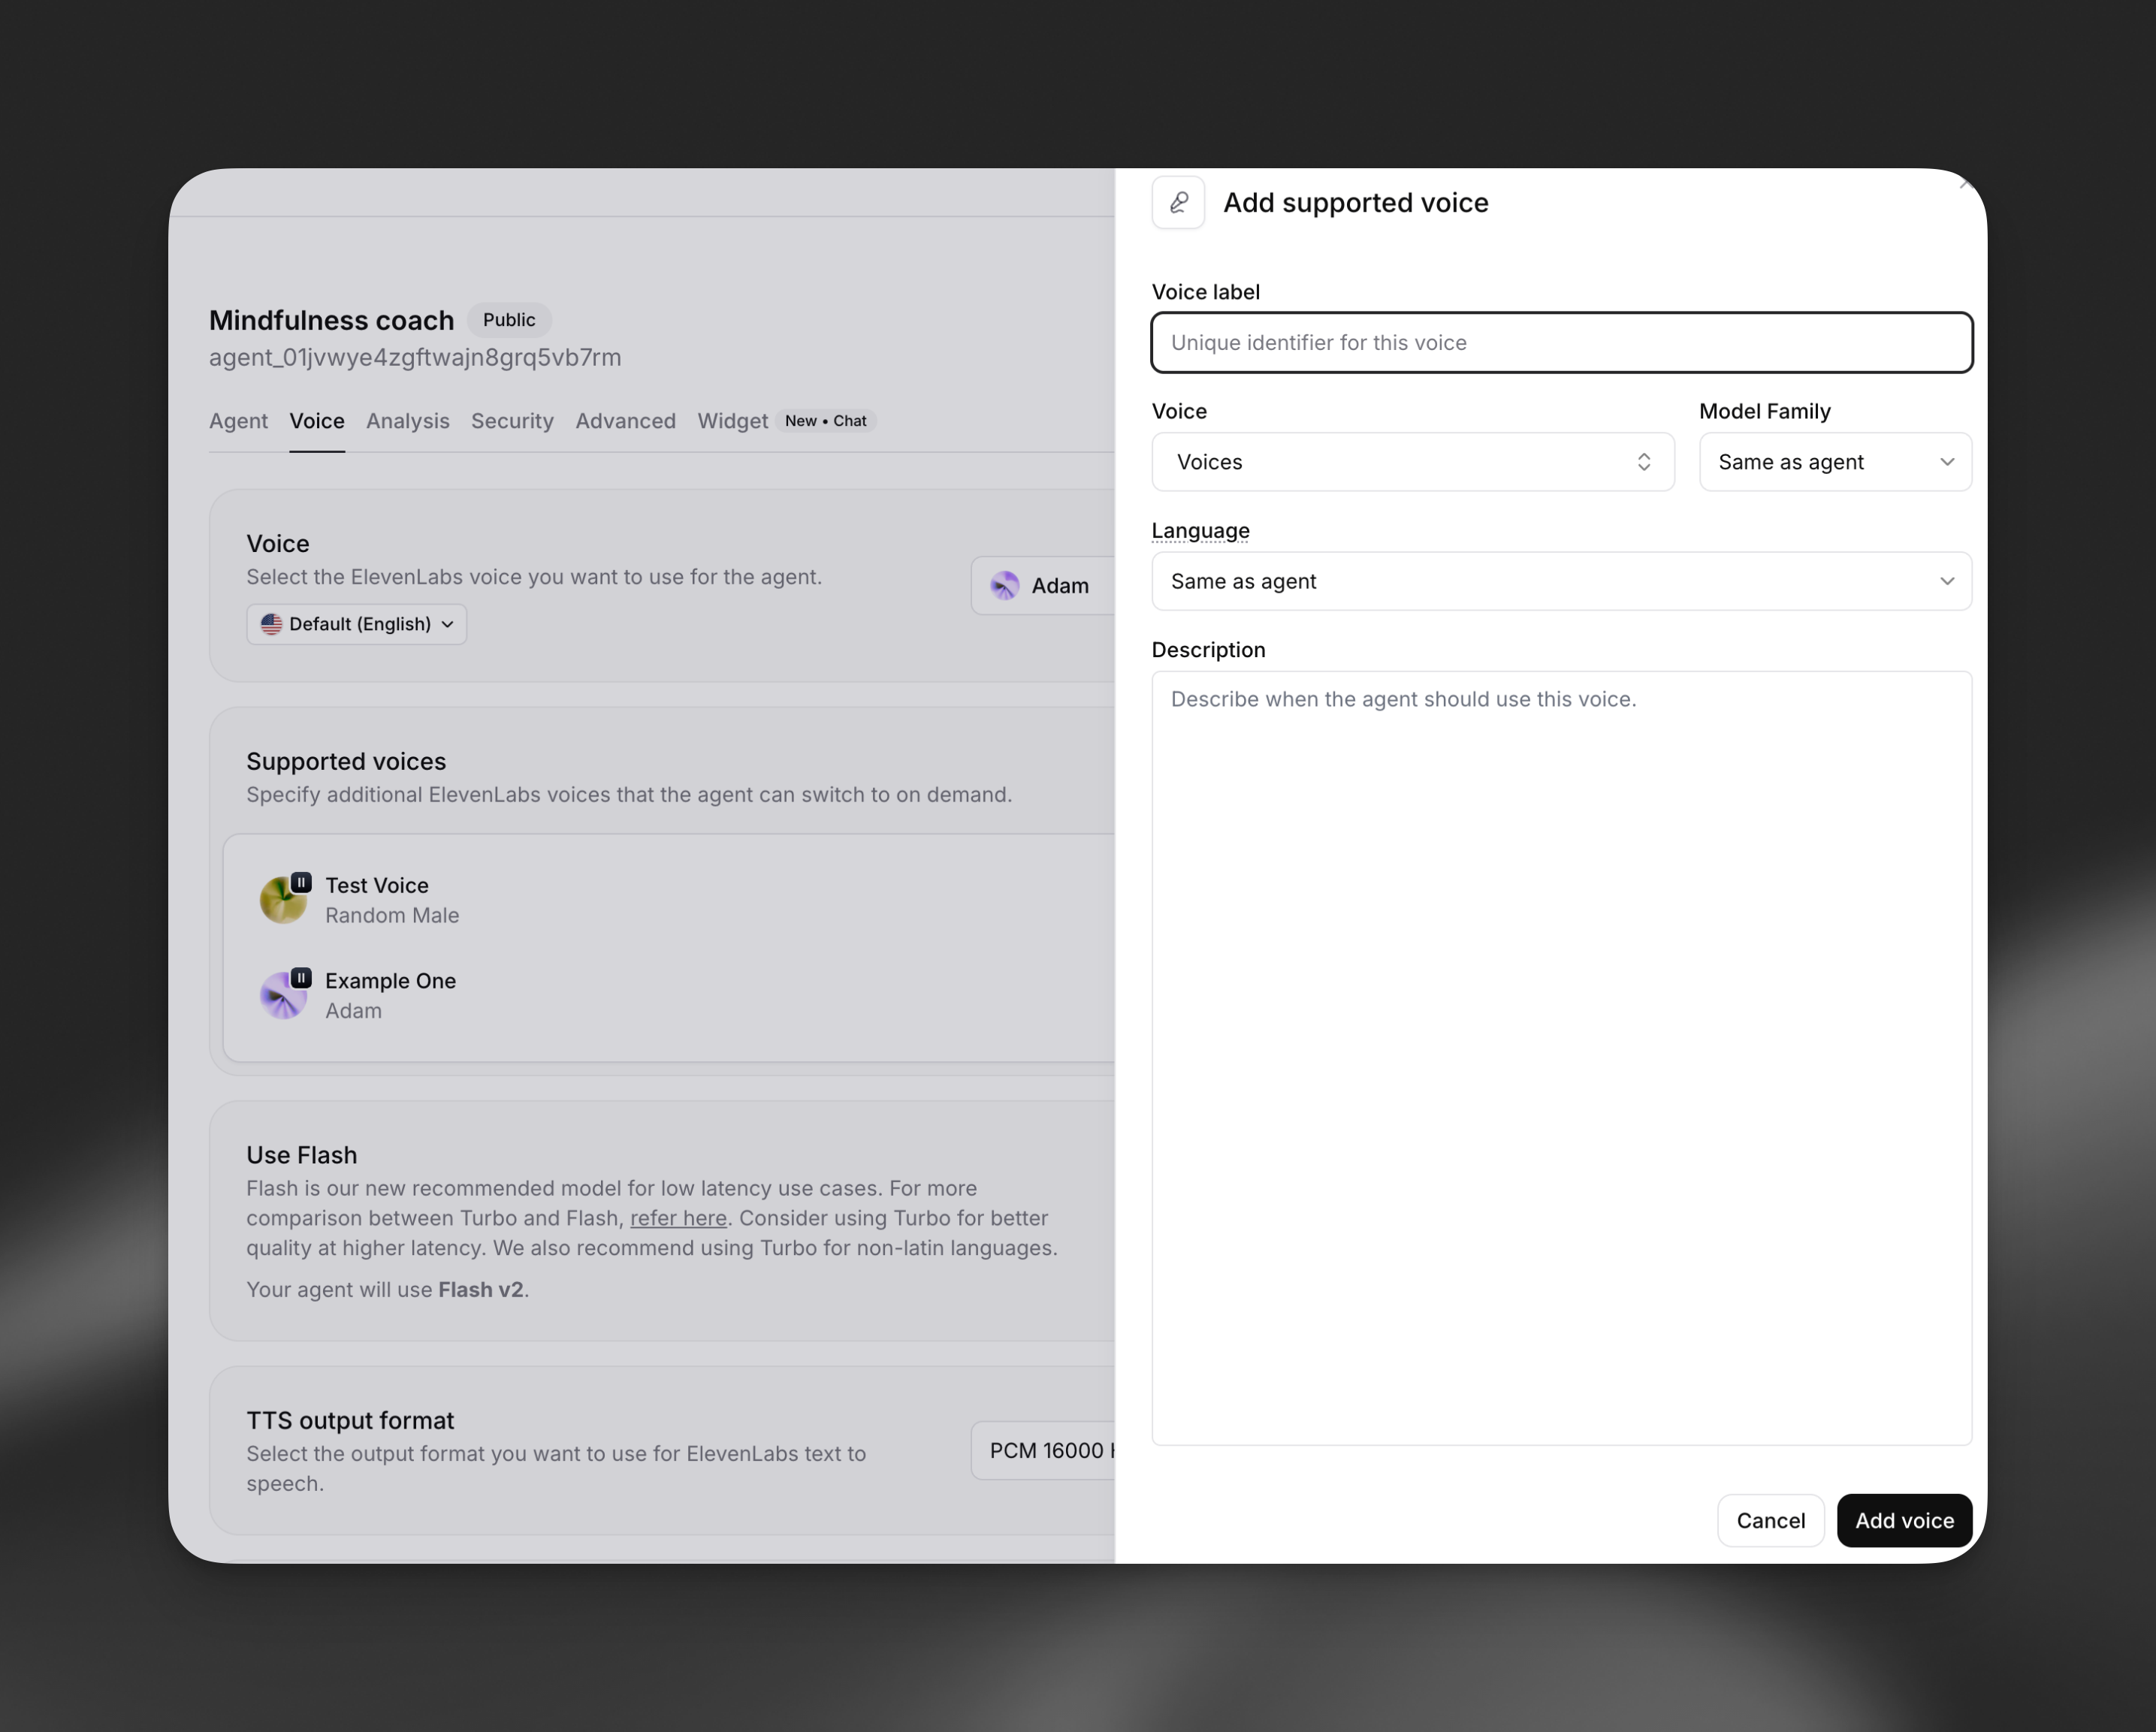 Mindfulness coach Public
agent_01jvwye4zgftwajn8grq5vb7rm
Agent Voice Analysis Security Advanced Widget New • Chat
Voice
Select the ElevenLabs voice you want to use for the agent.
Default (English)
Adam
Supported voices
Specify additional ElevenLabs voices that the agent can switch to on demand.
Test Voice
Random Male
Example One
Adam
Use Flash
Flash is our new recommended model for low latency use cases. For more
comparison between Turbo and Flash, refer here. Consider using Turbo for better
quality at higher latency. We also recommend using Turbo for non-latin languages.
Your agent will use Flash v2.
TTS output format
Select the output format you want to use for ElevenLabs text to
speech.
PCM 16000
Add supported voice
Voice label
Unique identifier for this voice
Voice Model Family
Voices Same as agent
Language
Same as agent
Description
Describe when the agent should use this voice.
Cancel Add voice